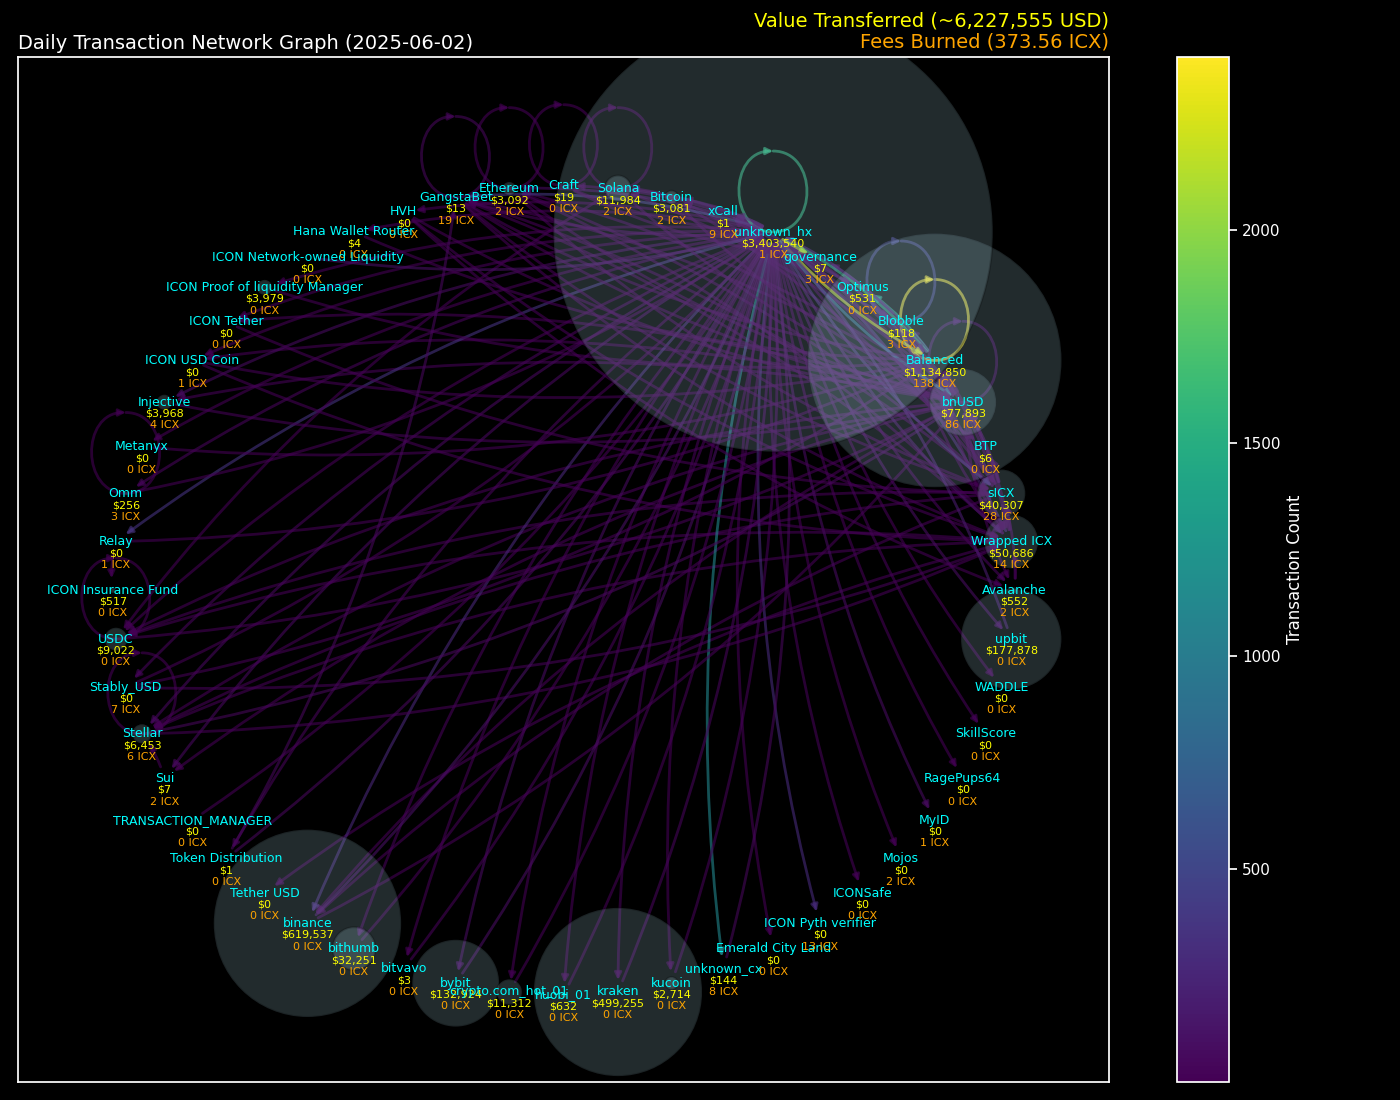 Value Transferred (~6,227,555 USD)
Daily Transaction Network Graph (2025-06-02)
Fees Burned (373.56 ICX)
Craft
$19
0 ICX
Ethereum
$3,092
2 ICX
Solana
$11,984
2 ICX
GangstaBet
$13
19 ICX
Bitcoin
$3,081
2 ICX
HVH
$0
xCall
$1
9 ICX
Hana Wallet Router
$4
0 ICX
unknown_hx
$3,403,540
1 ICX
ICON Network-owned Liquidity
$0
0 ICX
governance
$7
3 ICX
ICON Proof of liquidity Manager
$3,979
0 ICX
Optimus
$531
0 ICX
ICON Tether
$0
0 ICX
Blobble
$118
3 ICX
ICON USD Coin
$0
1 ICX
Balanced
$1,134,850
138 ICX
Injective
$3,968
4 ICX
bnUSD
$77,893
86 ICX
Metanyx
$0
0 ICX
BTP
$6
0 ICX
Omm
$256
3 ICX
sICX
$40,307
28 ICX
Relay
$0
1 ICX
Wrapped ICX
$50,686
14 ICX
ICON Insurance Fund
$517
0 ICX
Avalanche
$552
2 ICX
USDC
$9,022
0 ICX
upbit
$177,878
0 ICX
Stably_USD
$0
7 ICX
WADDLE
$0
0 ICX
Stellar
$6,453
6 ICX
SkillScore
$0
0 ICX
Sui
$7
2 ICX
RagePups64
$0
0 ICX
TRANSACTION_MANAGER
$0
0 ICX
MyID
$0
1 ICX
Token Distribution
$1
0 ICX
Mojos
$0
2 ICX
Tether USD
$0
0 ICX
ICONSafe
$0
0 ICX
binance
$619,537
0 ICX
ICON Pyth verifier
$0
bithumb
$32,251
0 ICX
Emerald City Land
$0
0 ICX
bitvavo
$3
0 ICX
unknown_cx
$144
8 ICX
bybit
$132,924
0 ICX
kucoin
$2,714
0 ICX
crypto.com_hot_01
$11,312
0 ICX
huobi_01
$632
0 ICX
kraken
$499,255
0 ICX
2000
1500
1000
500
Transaction Count